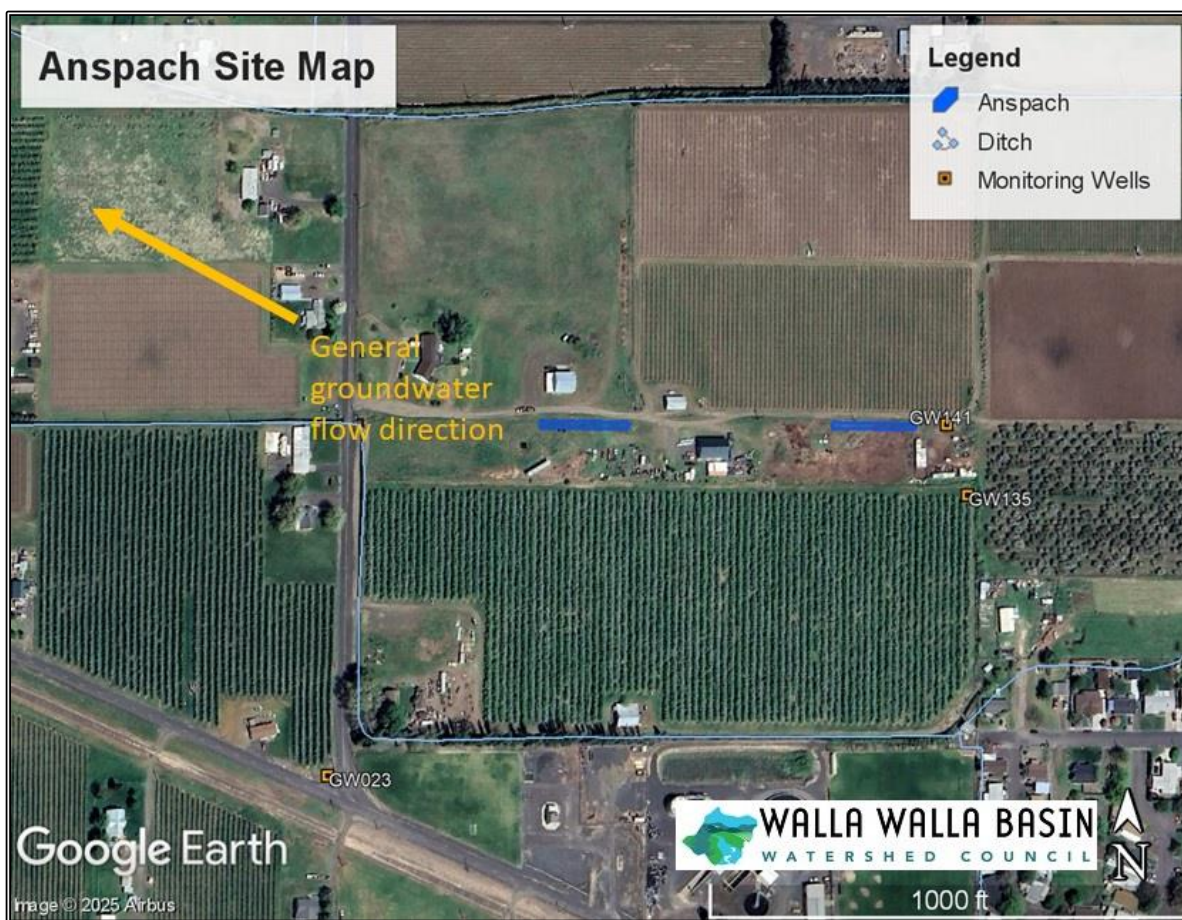 Anspach Site Map
Legend
Anspach
Ditch
Monitoring Wells
General
groundwater
flow direction
GW141
GW135
GW023
WALLA WALLA BASIN
WATERSHED COUNCIL
N
1000 ft
Google Earth
Image © 2025 Airbus